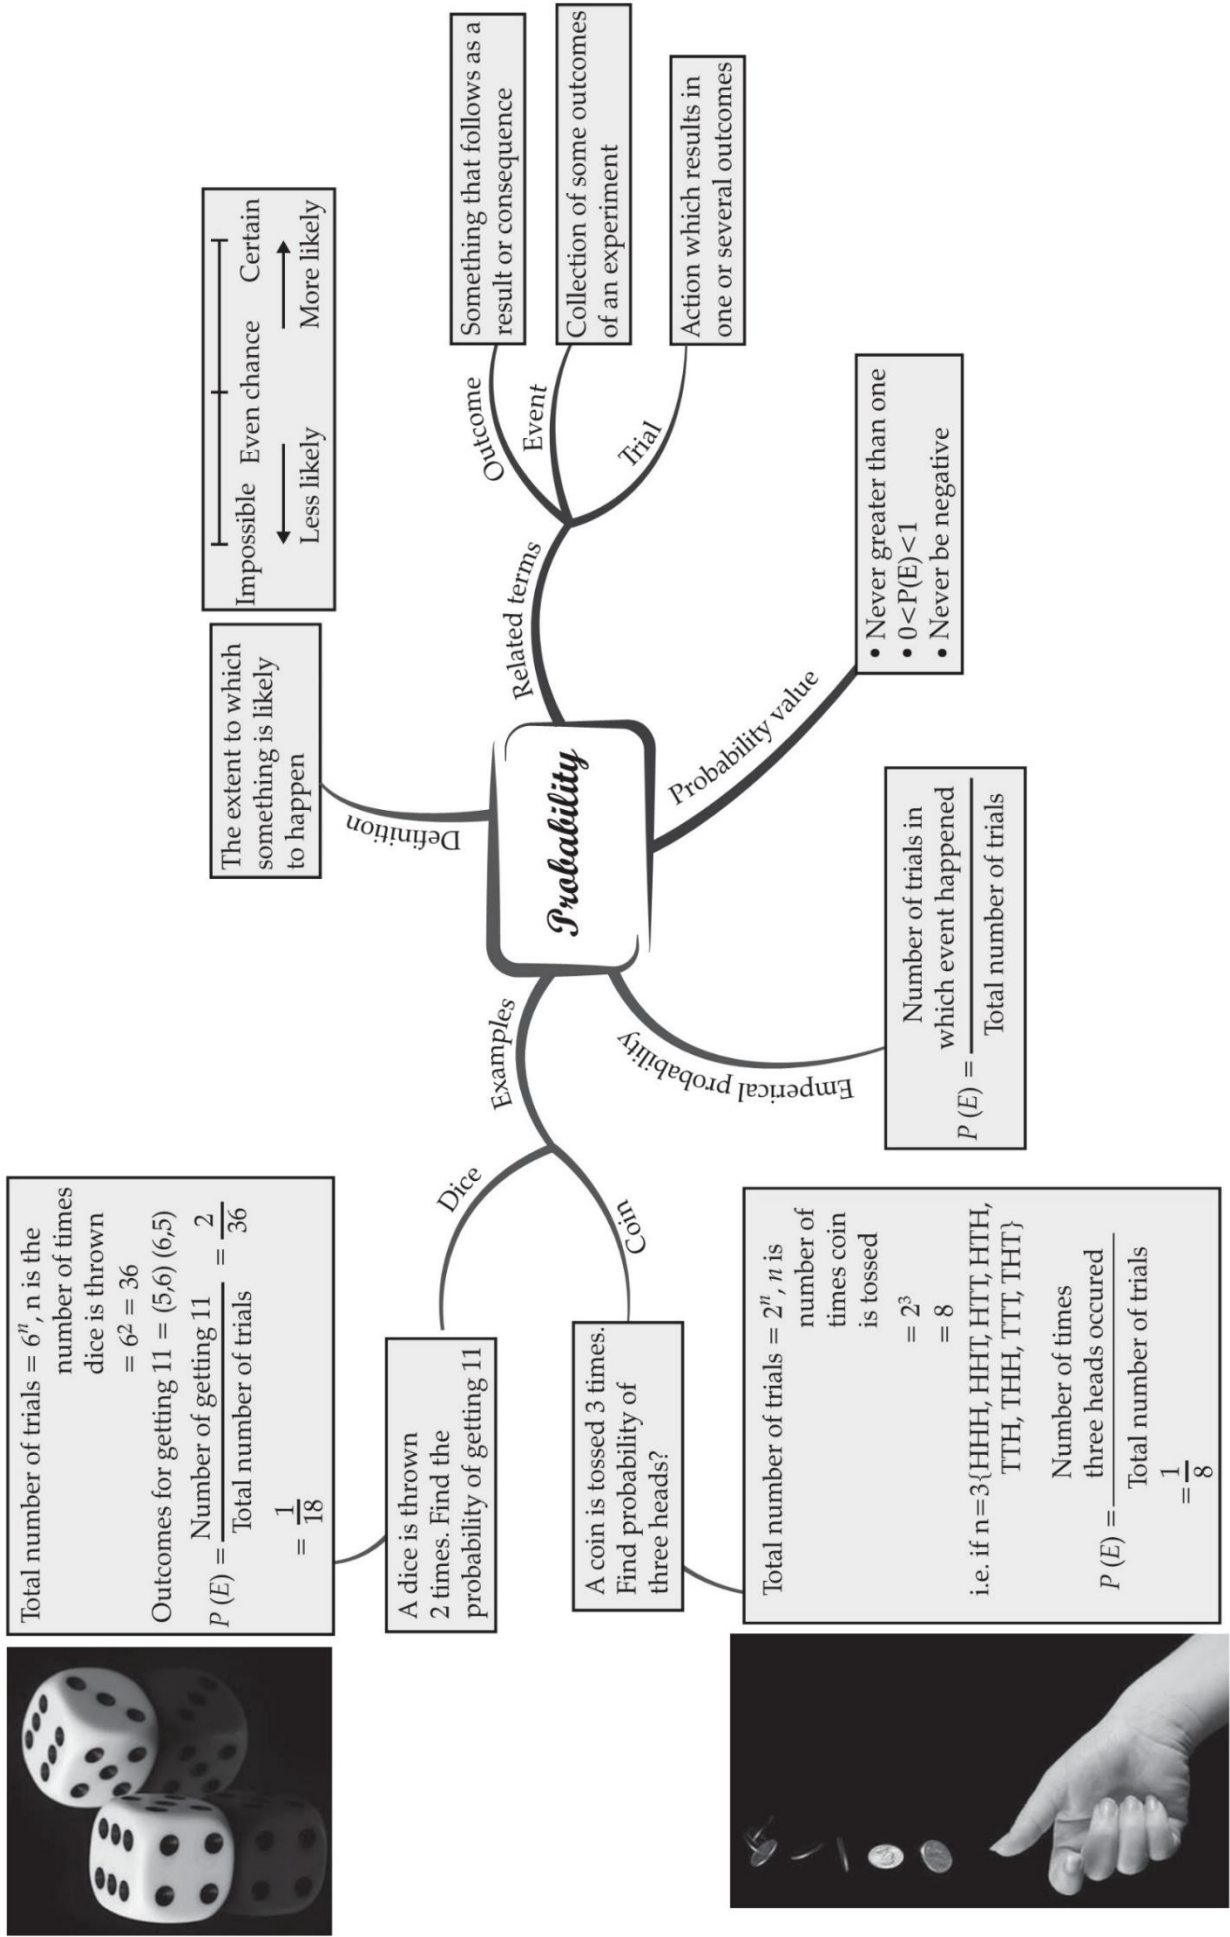 Probability
Definition
The extent to which
something is likely
to happen
Impossible Even chance Certain
Less likely More likely
Related terms
Outcome
Something that follows as a
result or consequence
Event
Collection of some outcomes
of an experiment
Trial
Action which results in
one or several outcomes
Probability value
• Never greater than one
• 0<P(E)<1
• Never be negative
Emperical probability
P (E) = Number of trials in
which event happened
Total number of trials
Examples
Dice
A dice is thrown
2 times. Find the
probability of getting 11
Total number of trials = 6ⁿ, n is the
number of times
dice is thrown
= 6² = 36
Outcomes for getting 11 = (5,6) (6,5)
P (E) = Number of getting 11 / Total number of trials = 2/36
= 1/18
Coin
A coin is tossed 3 times.
Find probability of
three heads?
Total number of trials = 2ⁿ, n is
number of
times coin
is tossed
= 2³
= 8
i.e. if n=3{HHH, HHT, HTT, HTH,
TTH, THH, TTT, THT}
P (E) = Number of times
three heads occured
Total number of trials
= 1/8